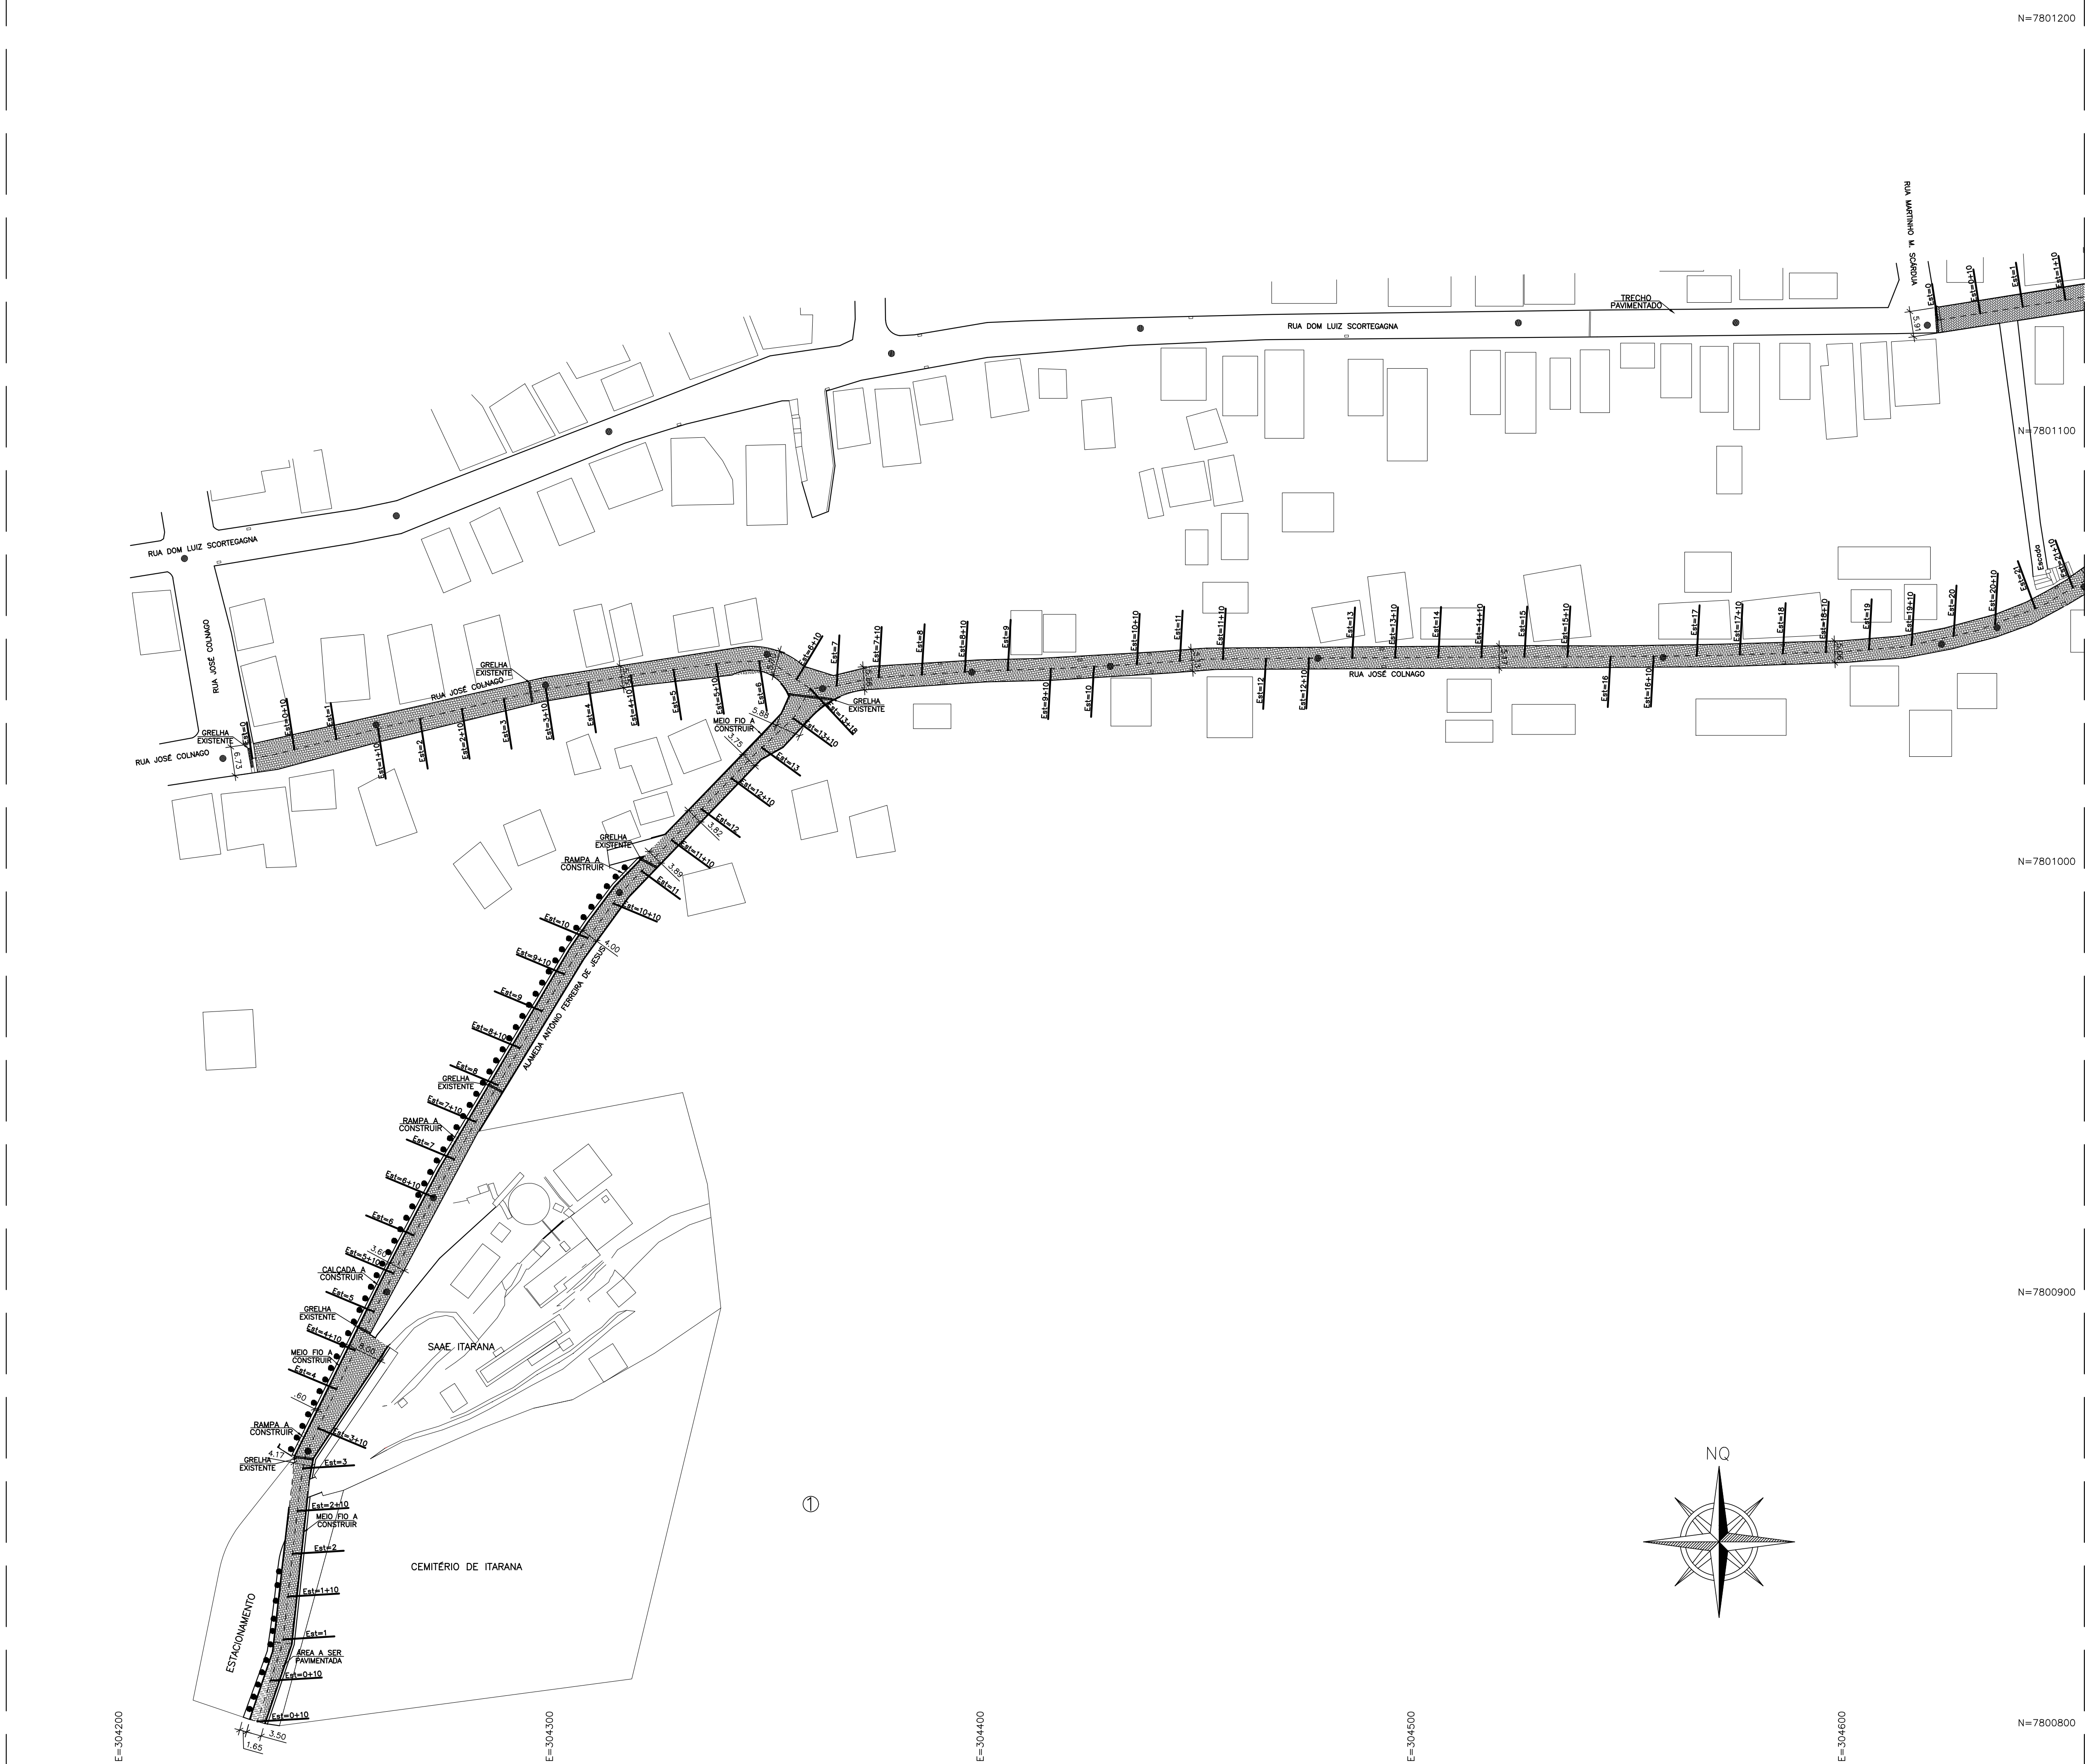 N=7801200
RUA MARTINHO M. SCARDUA
Est=0
Est=0+10
Est=1
Est=1+10
5.91
TRECHO
PAVIMENTADO
RUA DOM LUIZ SCORTEGAGNA
N=7801100
RUA DOM LUIZ SCORTEGAGNA
RUA JOSÉ COLNAGO
RUA JOSÉ COLNAGO
6.73
GRELHA
EXISTENTE
Est=0
Est=0+10
Est=1
Est=1+10
Est=2
Est=2+10
RUA JOSÉ COLNAGO
GRELHA
EXISTENTE
Est=3
Est=3+10
Est=4
Est=4+10
Est=5
Est=5+10
Est=6
Est=6+10
Est=7
Est=7+10
Est=8
Est=8+10
Est=9
Est=9+10
Est=10
Est=10+10
Est=11
Est=11+10
Est=12
Est=12+10
Est=13
Est=13+10
RUA JOSÉ COLNAGO
Est=14
Est=14+10
Est=15
Est=15+10
Est=16
Est=16+10
Est=17
Est=17+10
Est=18
Est=18+10
Est=19
Est=19+10
Est=20
Est=20+10
Est=21
Est=21+10
Escada
GRELHA
EXISTENTE
MEIO FIO A
CONSTRUIR
5.88
3.75
Est=13+18
Est=13+10
Est=13
Est=12+10
Est=12
3.82
Est=11+10
3.89
Est=11
GRELHA
EXISTENTE
RAMPA A
CONSTRUIR
N=7801000
Est=10+10
Est=10
4.00
Est=9+10
Est=9
ALAMEDA ANTÔNIO FERREIRA DE JESUS
Est=8+10
Est=8
GRELHA
EXISTENTE
Est=7+10
RAMPA A
CONSTRUIR
Est=7
Est=6+10
Est=6
3.60
Est=5+10
CALÇADA A
CONSTRUIR
Est=5
N=7800900
GRELHA
EXISTENTE
Est=4+10
8.00
SAAE ITARANA
MEIO FIO A
CONSTRUIR
Est=4
.60
RAMPA A
CONSTRUIR
Est=3+10
4.17
GRELHA
EXISTENTE
Est=3
NQ
1
Est=2+10
MEIO FIO A
CONSTRUIR
Est=2
CEMITÉRIO DE ITARANA
Est=1+10
ESTACIONAMENTO
Est=1
ÁREA A SER
PAVIMENTADA
Est=0+10
Est=0+10
3.50
1.65
N=7800800
E=304200
E=304300
E=304400
E=304500
E=304600